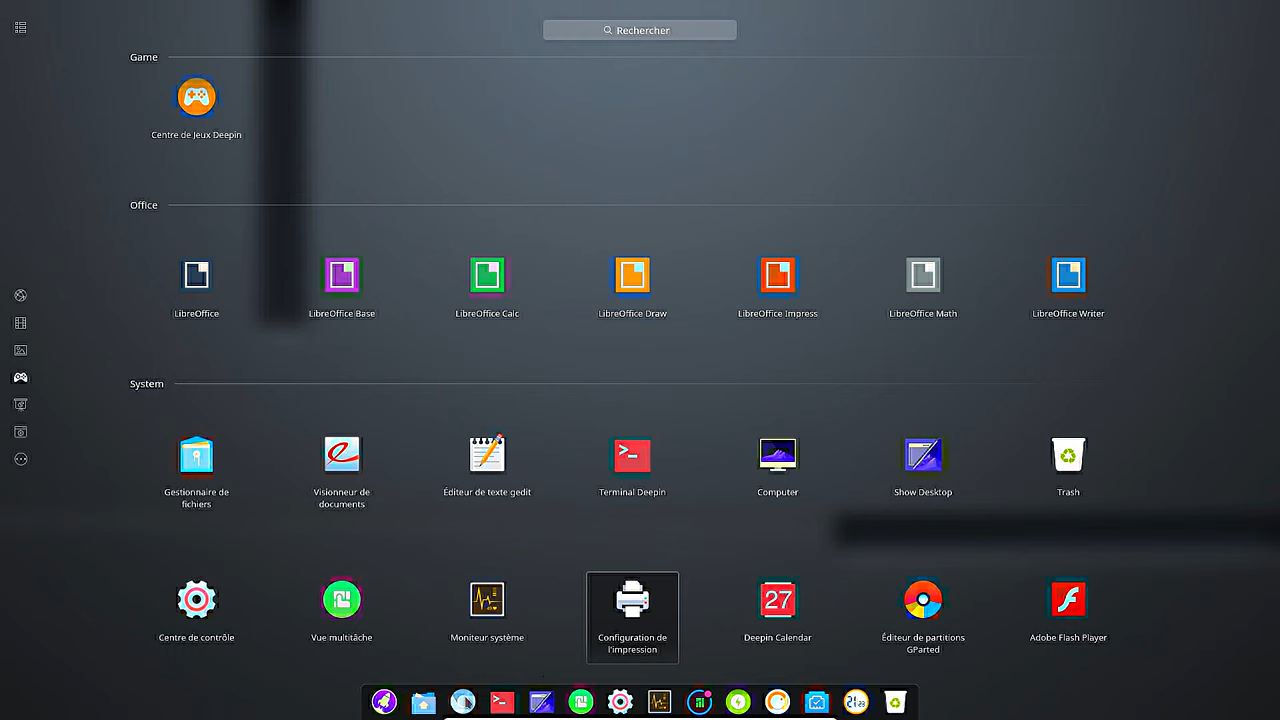 Rechercher
Game
Centre de Jeux Deepin
Office
LibreOffice
LibreOffice Base
LibreOffice Calc
LibreOffice Draw
LibreOffice Impress
LibreOffice Math
LibreOffice Writer
System
Gestionnaire de
fichiers
Visionneur de
documents
Éditeur de texte gedit
Terminal Deepin
Computer
Show Desktop
Trash
Centre de contrôle
Vue multitâche
Moniteur système
Configuration de
l'impression
27
Deepin Calendar
Éditeur de partitions
GParted
Adobe Flash Player
21:29